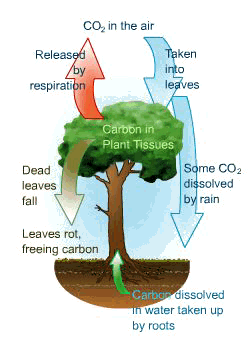 CO2 in the air
Released
by
respiration
Taken
into
leaves
Carbon in
Plant Tissues
Dead
leaves
fall
Some CO2
dissolved
by rain
Leaves rot,
freeing carbon
Carbon dissolved
in water taken up
by roots